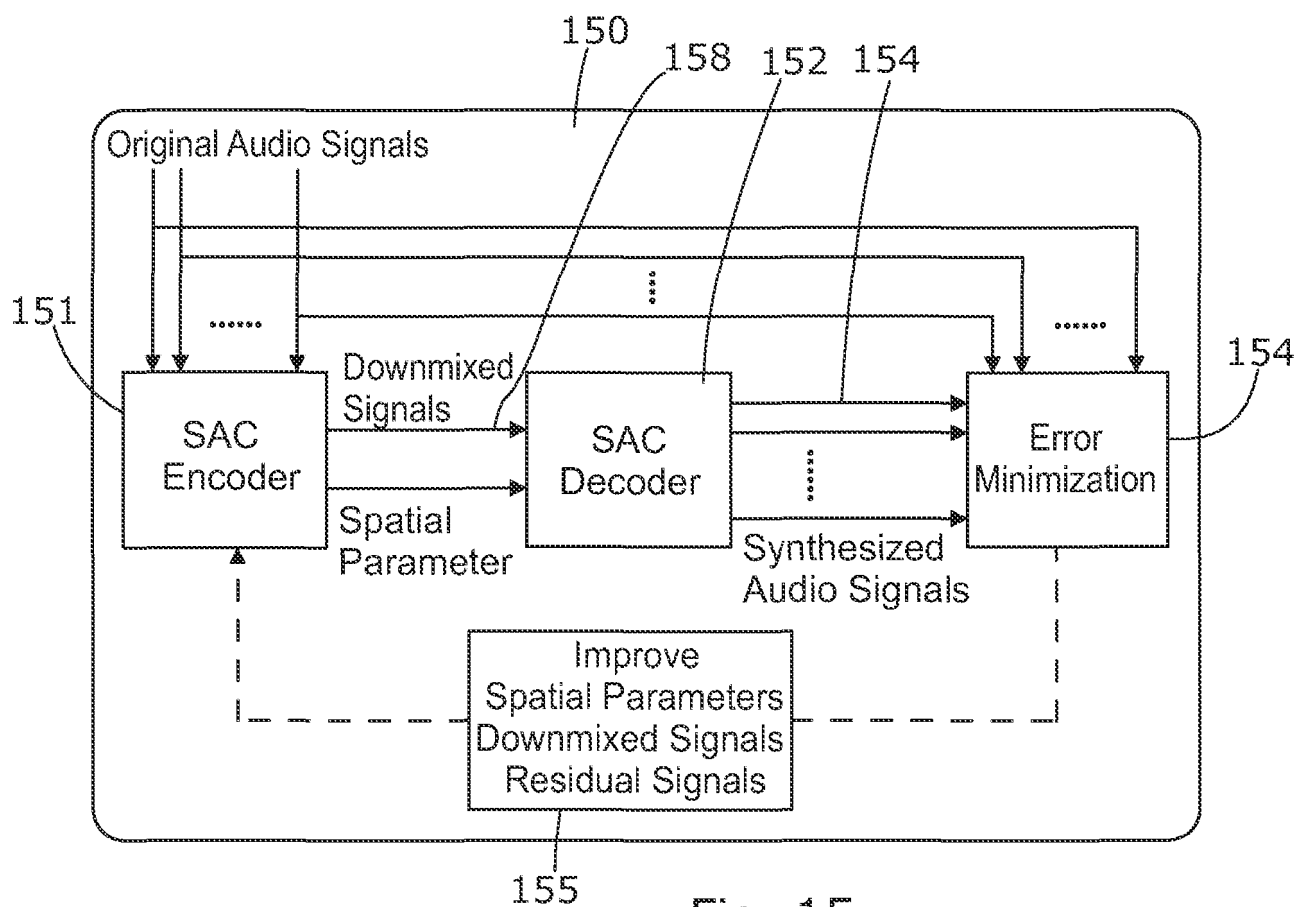 150
158
152
154
Original Audio Signals
151
154
Downmixed
Signals
SAC
Encoder
SAC
Decoder
Error
Minimization
Spatial
Parameter
Synthesized
Audio Signals
Improve
Spatial Parameters
Downmixed Signals
Residual Signals
155